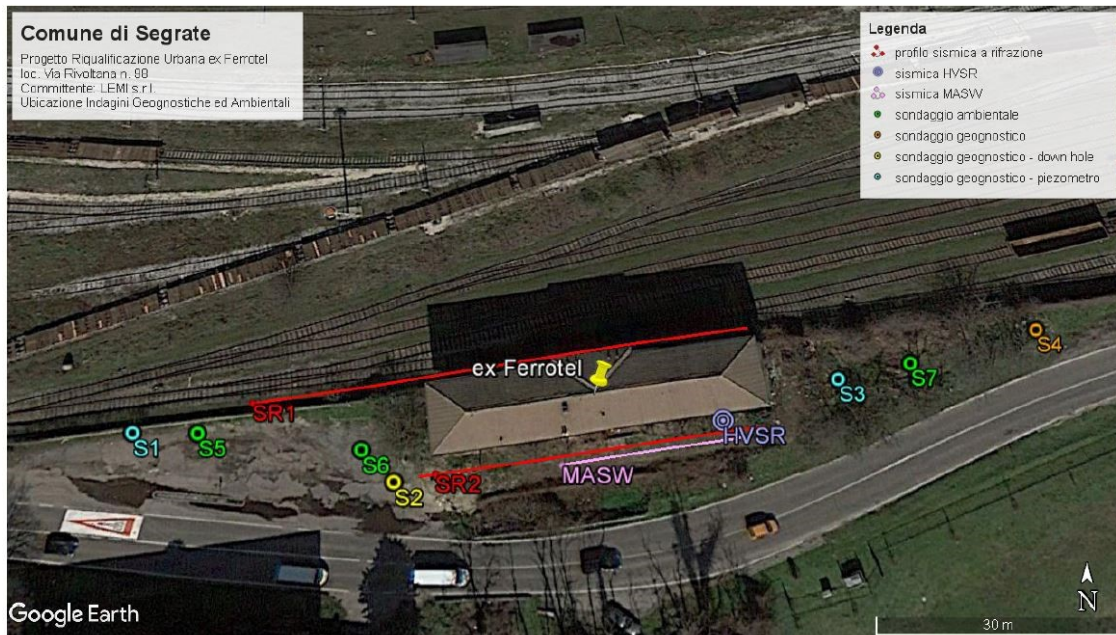 Comune di Segrate
Progetto Riqualificazione Urbana ex Ferrotel
loc. Via Rivoltana n. 98
Committente: LEMI s.r.l.
Ubicazione Indagini Geognostiche ed Ambientali
Legenda
profilo sismica a rifrazione
sismica HVSR
sismica MASW
sondaggio ambientale
sondaggio geognostico
sondaggio geognostico - down hole
sondaggio geognostico - piezometro
S4
ex Ferrotel
S7
S3
SR1
HVSR
S1
S5
S6
MASW
SR2
S2
N
Google Earth
30 m